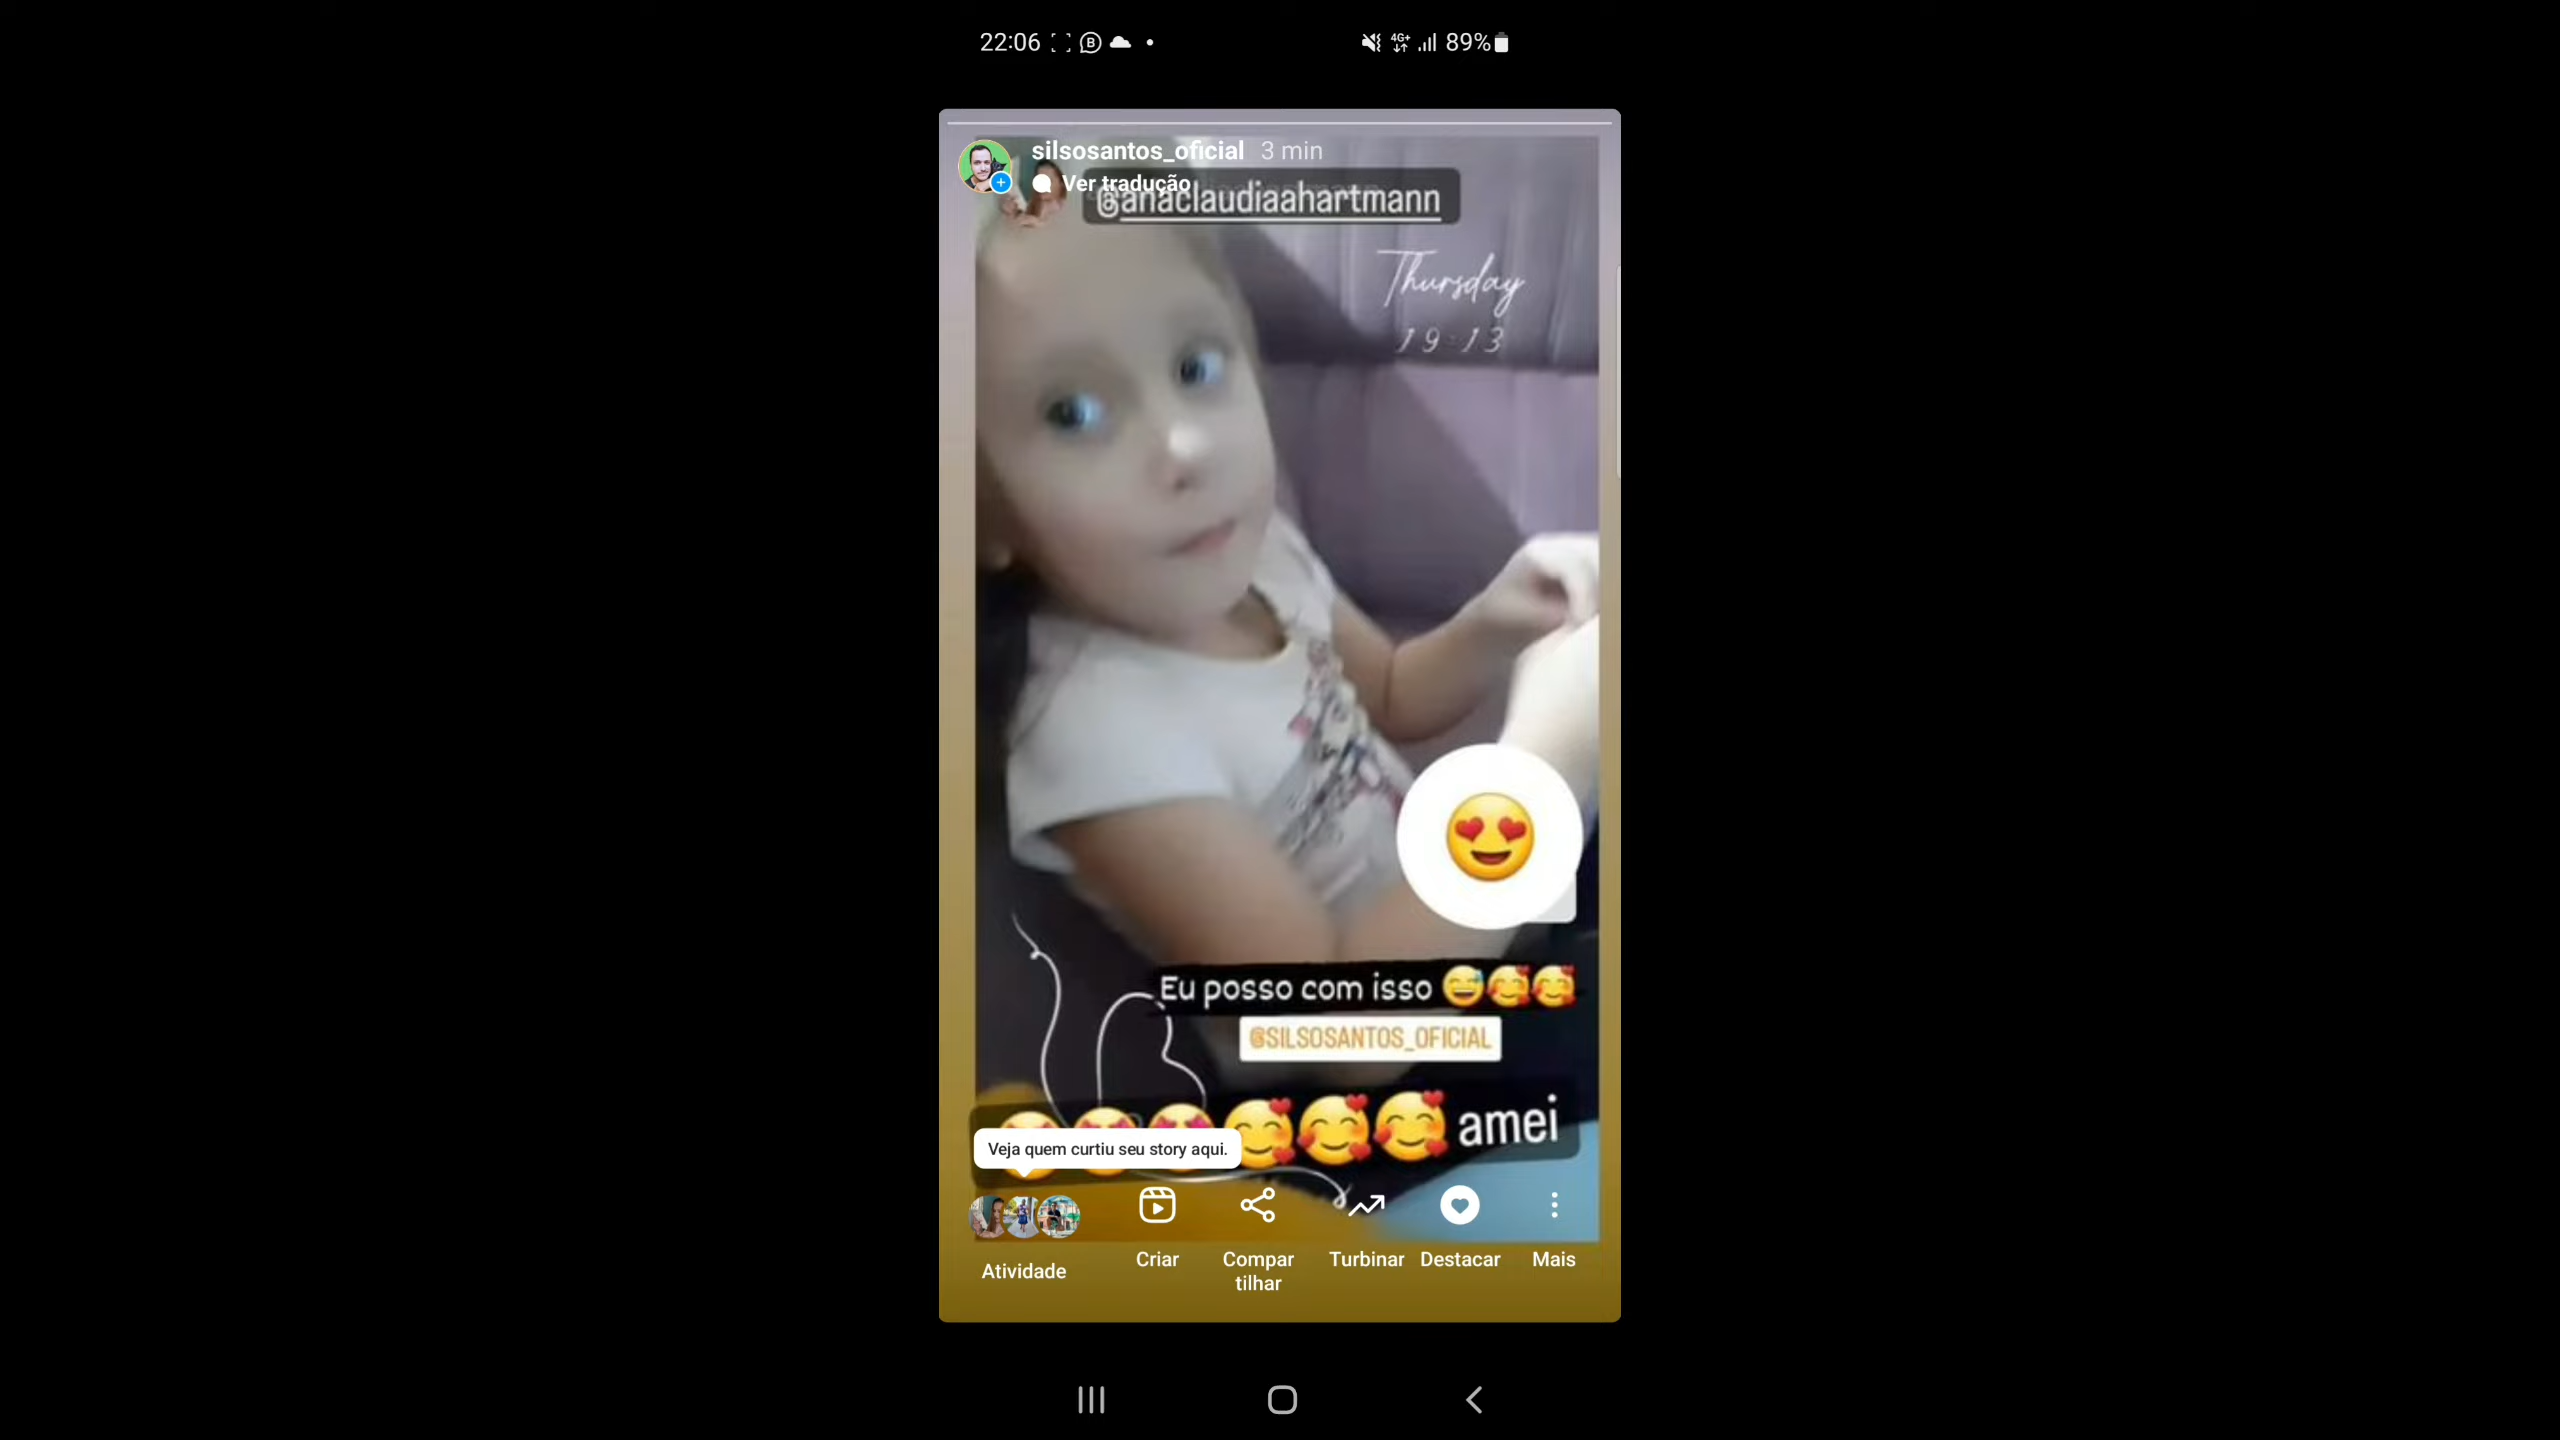 22:06
4G+
89%
silsosantos_oficial 3 min
Ver tradução
@anaclaudiaahartmann
Thursday
19:13
Eu posso com isso 😅🥰🥰
@SILSOSANTOS_OFICIAL
🥰🥰🥰 amei
Veja quem curtiu seu story aqui.
Atividade
Criar
Compar
tilhar
Turbinar
Destacar
Mais